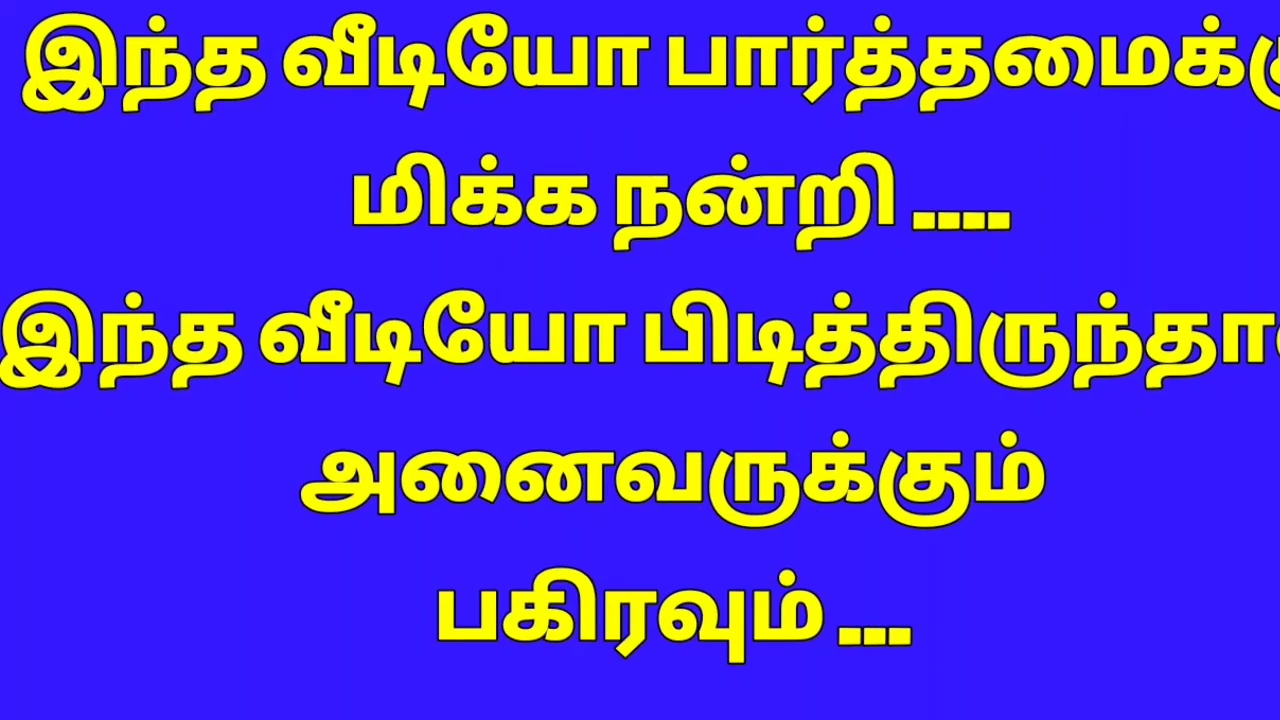 இந்த வீடியோ பார்த்தமைக்கு
மிக்க நன்றி ....
இந்த வீடியோ பிடித்திருந்தா
அனைவருக்கும்
பகிரவும் ...